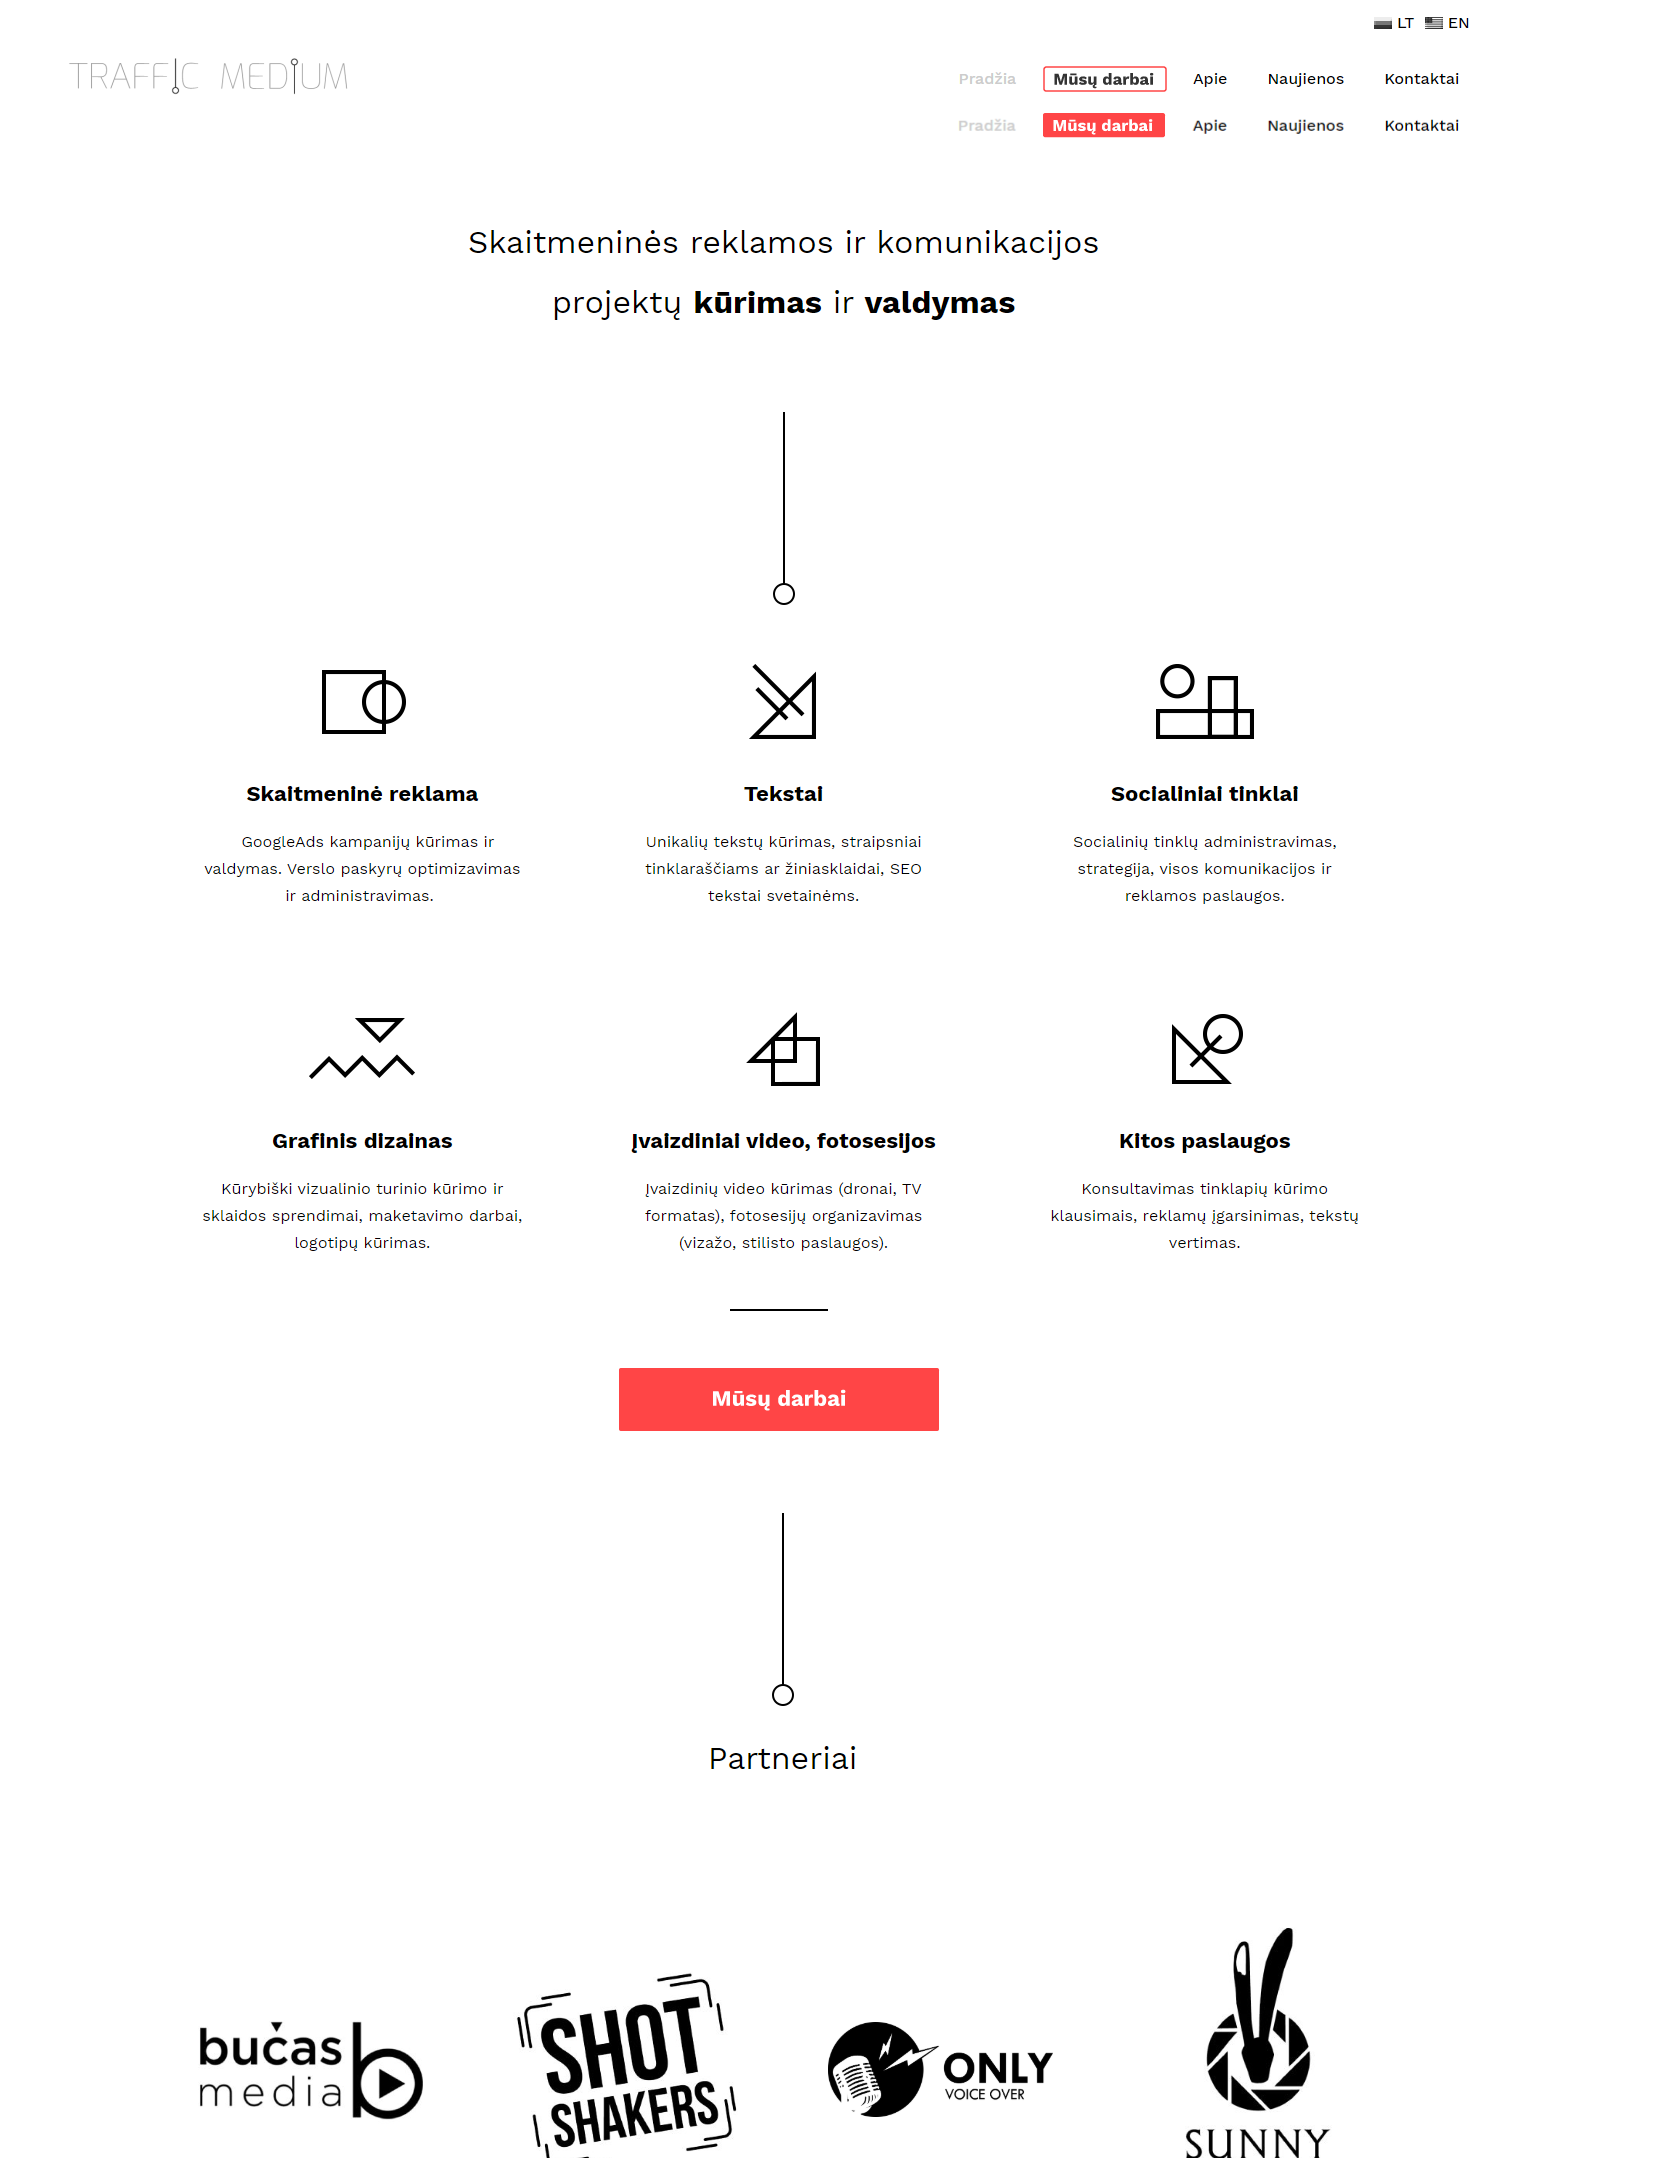 LT EN
TRAFFIC MEDIUM
Pradžia Mūsų darbai Apie Naujienos Kontaktai
Pradžia Mūsų darbai Apie Naujienos Kontaktai
Skaitmeninės reklamos ir komunikacijos
projektų kūrimas ir valdymas
Skaitmeninė reklama
GoogleAds kampanijų kūrimas ir
valdymas. Verslo paskyrų optimizavimas
ir administravimas.
Tekstai
Unikalių tekstų kūrimas, straipsniai
tinklaraščiams ar žiniasklaidai, SEO
tekstai svetainėms.
Socialiniai tinklai
Socialinių tinklų administravimas,
strategija, visos komunikacijos ir
reklamos paslaugos.
Grafinis dizainas
Kūrybiški vizualinio turinio kūrimo ir
sklaidos sprendimai, maketavimo darbai,
logotipų kūrimas.
Įvaizdiniai video, fotosesijos
Įvaizdinių video kūrimas (dronai, TV
formatas), fotosesijų organizavimas
(vizažo, stilisto paslaugos).
Kitos paslaugos
Konsultavimas tinklapių kūrimo
klausimais, reklamų įgarsinimas, tekstų
vertimas.
Mūsų darbai
Partneriai
bučas
media b
SHOT
SHAKERS
ONLY
VOICE OVER
SUNNY